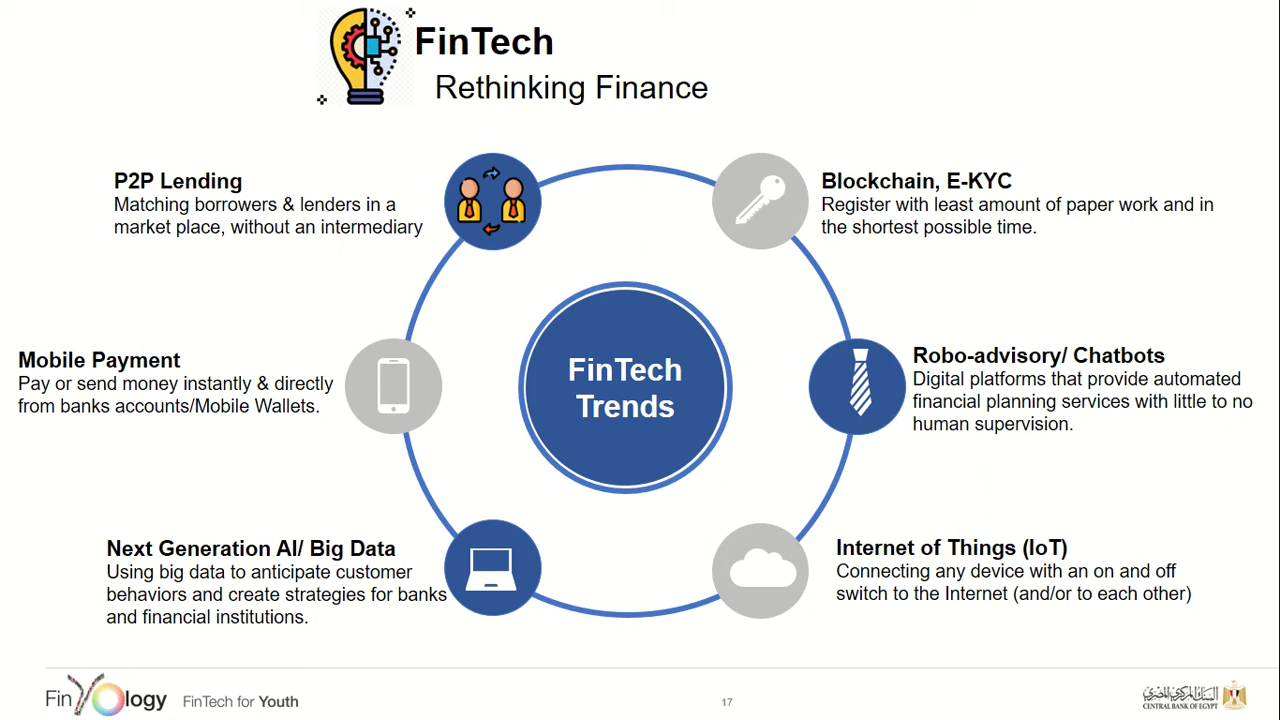 FinTech
Rethinking Finance
P2P Lending
Matching borrowers & lenders in a
market place, without an intermediary
Blockchain, E-KYC
Register with least amount of paper work and in
the shortest possible time.
Mobile Payment
Pay or send money instantly & directly
from banks accounts/Mobile Wallets.
FinTech
Trends
Robo-advisory/ Chatbots
Digital platforms that provide automated
financial planning services with little to no
human supervision.
Next Generation AI/ Big Data
Using big data to anticipate customer
behaviors and create strategies for banks
and financial institutions.
Internet of Things (IoT)
Connecting any device with an on and off
switch to the Internet (and/or to each other)
FinYOlogy
FinTech for Youth
17
البنك المركزي المصري
CENTRAL BANK OF EGYPT